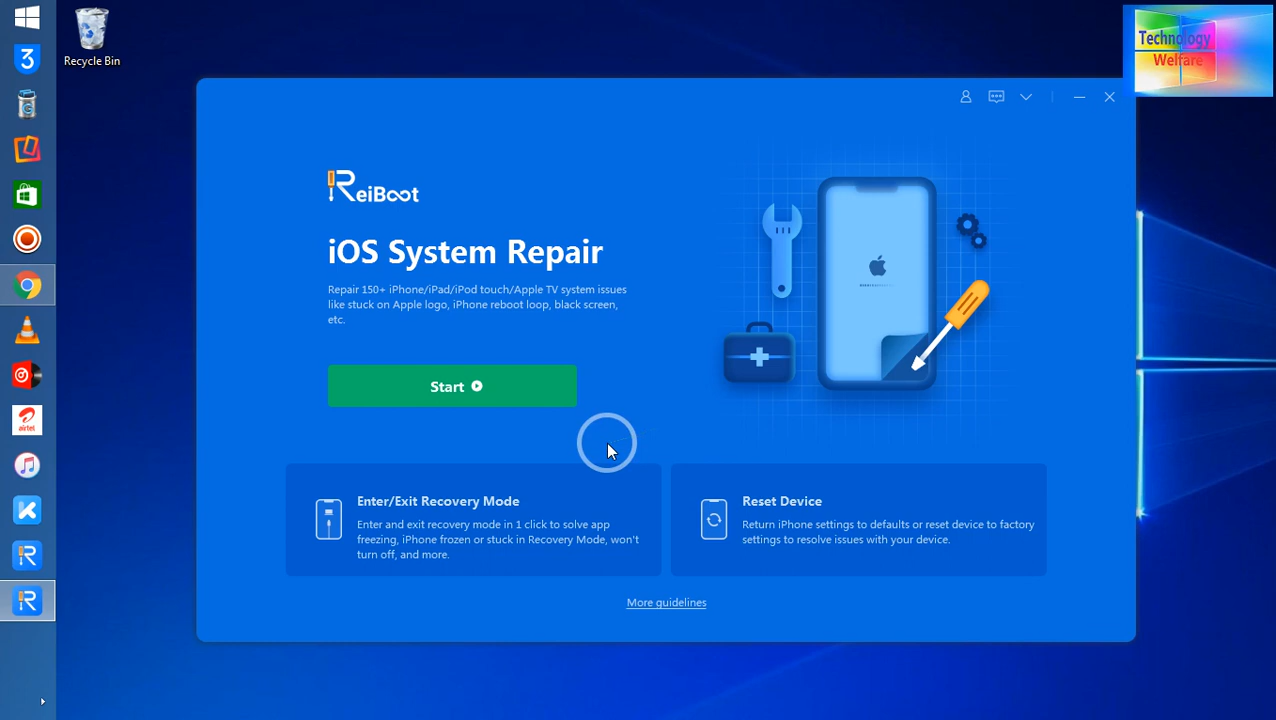 Recycle Bin
Technology
Welfare
3
ReiBoot
iOS System Repair
Repair 150+ iPhone/iPad/iPod touch/Apple TV system issues
like stuck on Apple logo, iPhone reboot loop, black screen,
etc.
Start
Enter/Exit Recovery Mode
Enter and exit recovery mode in 1 click to solve app
freezing, iPhone frozen or stuck in Recovery Mode, won't
turn off, and more.
Reset Device
Return iPhone settings to defaults or reset device to factory
settings to resolve issues with your device.
More guidelines
airtel
K
R
R